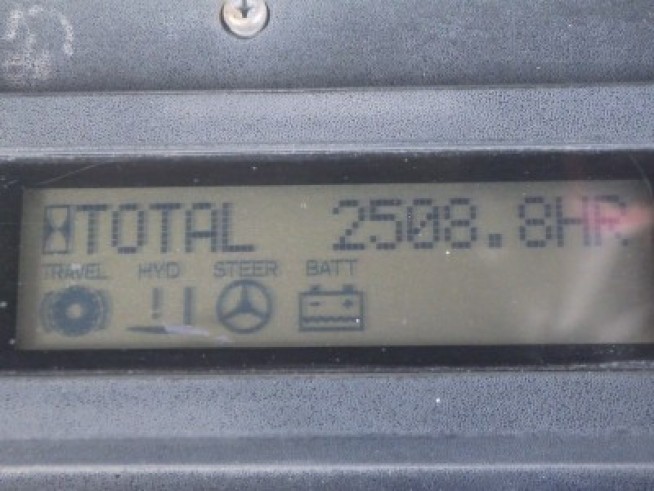 TOTAL 2508.8HR
TRAVEL HYD STEER BATT